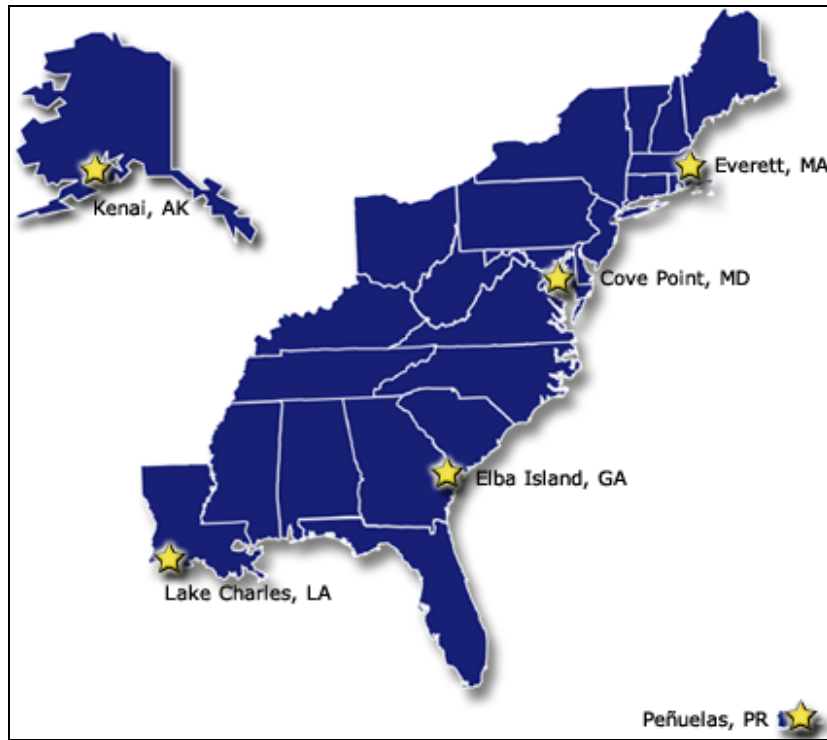 Everett, MA
Kenai, AK
Cove Point, MD
Elba Island, GA
Lake Charles, LA
Peñuelas, PR